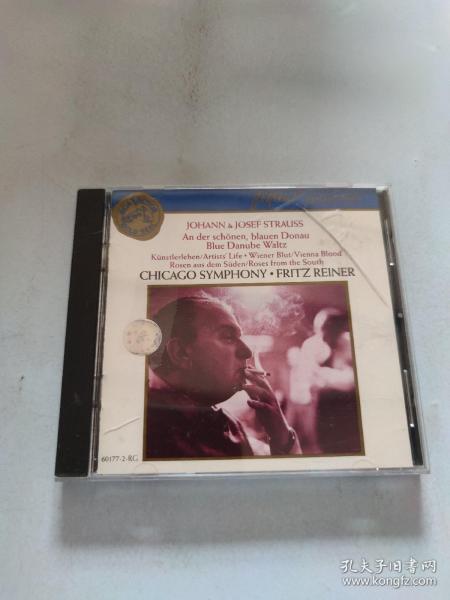 JOHANN & JOSEF STRAUSS
An der schönen, blauen Donau
Blue Danube Waltz
Künstlerleben/Artists' Life • Wiener Blut/Vienna Blood
Rosen aus dem Süden/Roses from the South
CHICAGO SYMPHONY • FRITZ REINER
60177-2-RG
孔夫子旧书网
www.kongfz.com